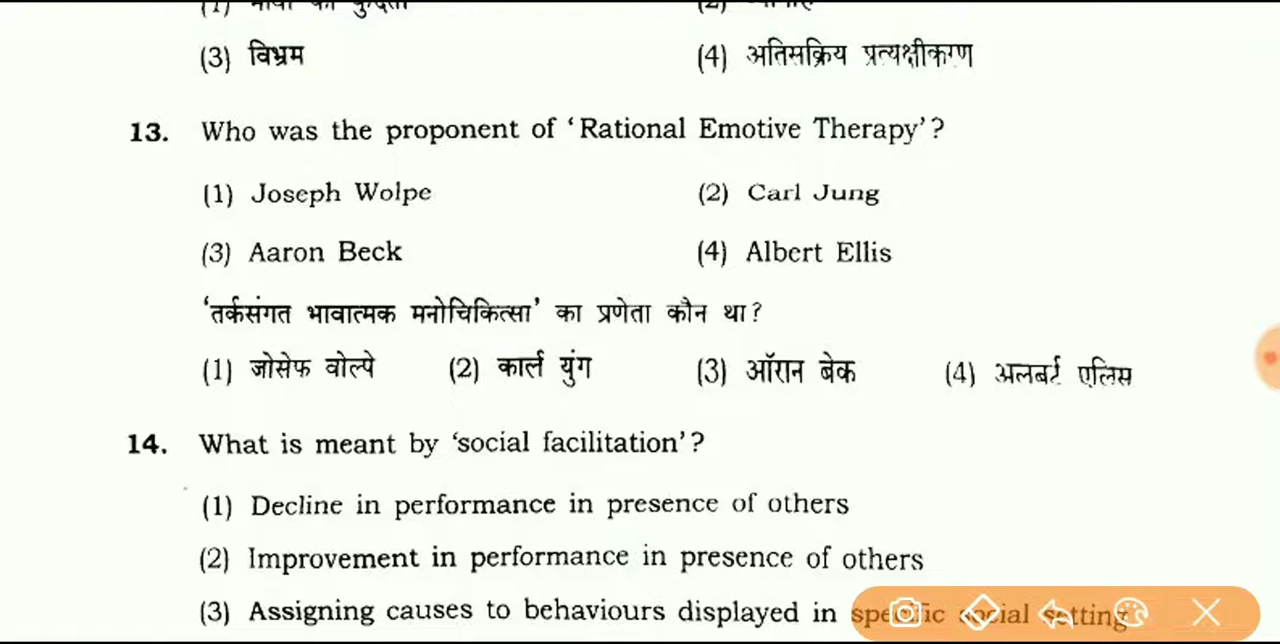 (3) विभ्रम (4) अतिसक्रिय प्रत्यक्षीकरण
13. Who was the proponent of ‘Rational Emotive Therapy’?
(1) Joseph Wolpe (2) Carl Jung
(3) Aaron Beck (4) Albert Ellis
‘तर्कसंगत भावात्मक मनोचिकित्सा’ का प्रणेता कौन था?
(1) जोसेफ वोल्पे (2) कार्ल युंग (3) ऑरान बेक (4) अलबर्ट एलिस
14. What is meant by ‘social facilitation’?
(1) Decline in performance in presence of others
(2) Improvement in performance in presence of others
(3) Assigning causes to behaviours displayed in specific social setting